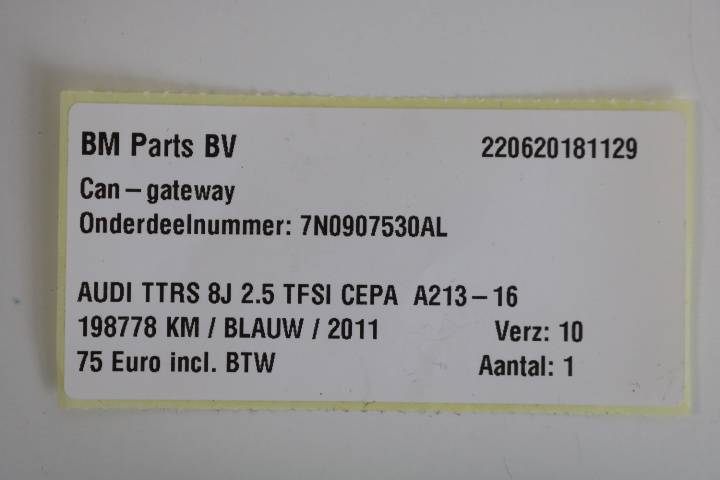 BM Parts BV 220620181129
Can-gateway
Onderdeelnummer: 7N0907530AL
AUDI TTRS 8J 2.5 TFSI CEPA A213-16
198778 KM / BLAUW / 2011 Verz: 10
75 Euro incl. BTW Aantal: 1